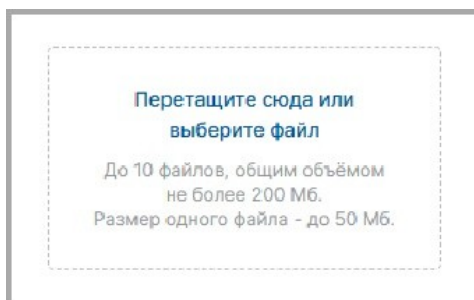 Перетащите сюда или
выберите файл
До 10 файлов, общим объёмом
не более 200 Мб.
Размер одного файла - до 50 Мб.